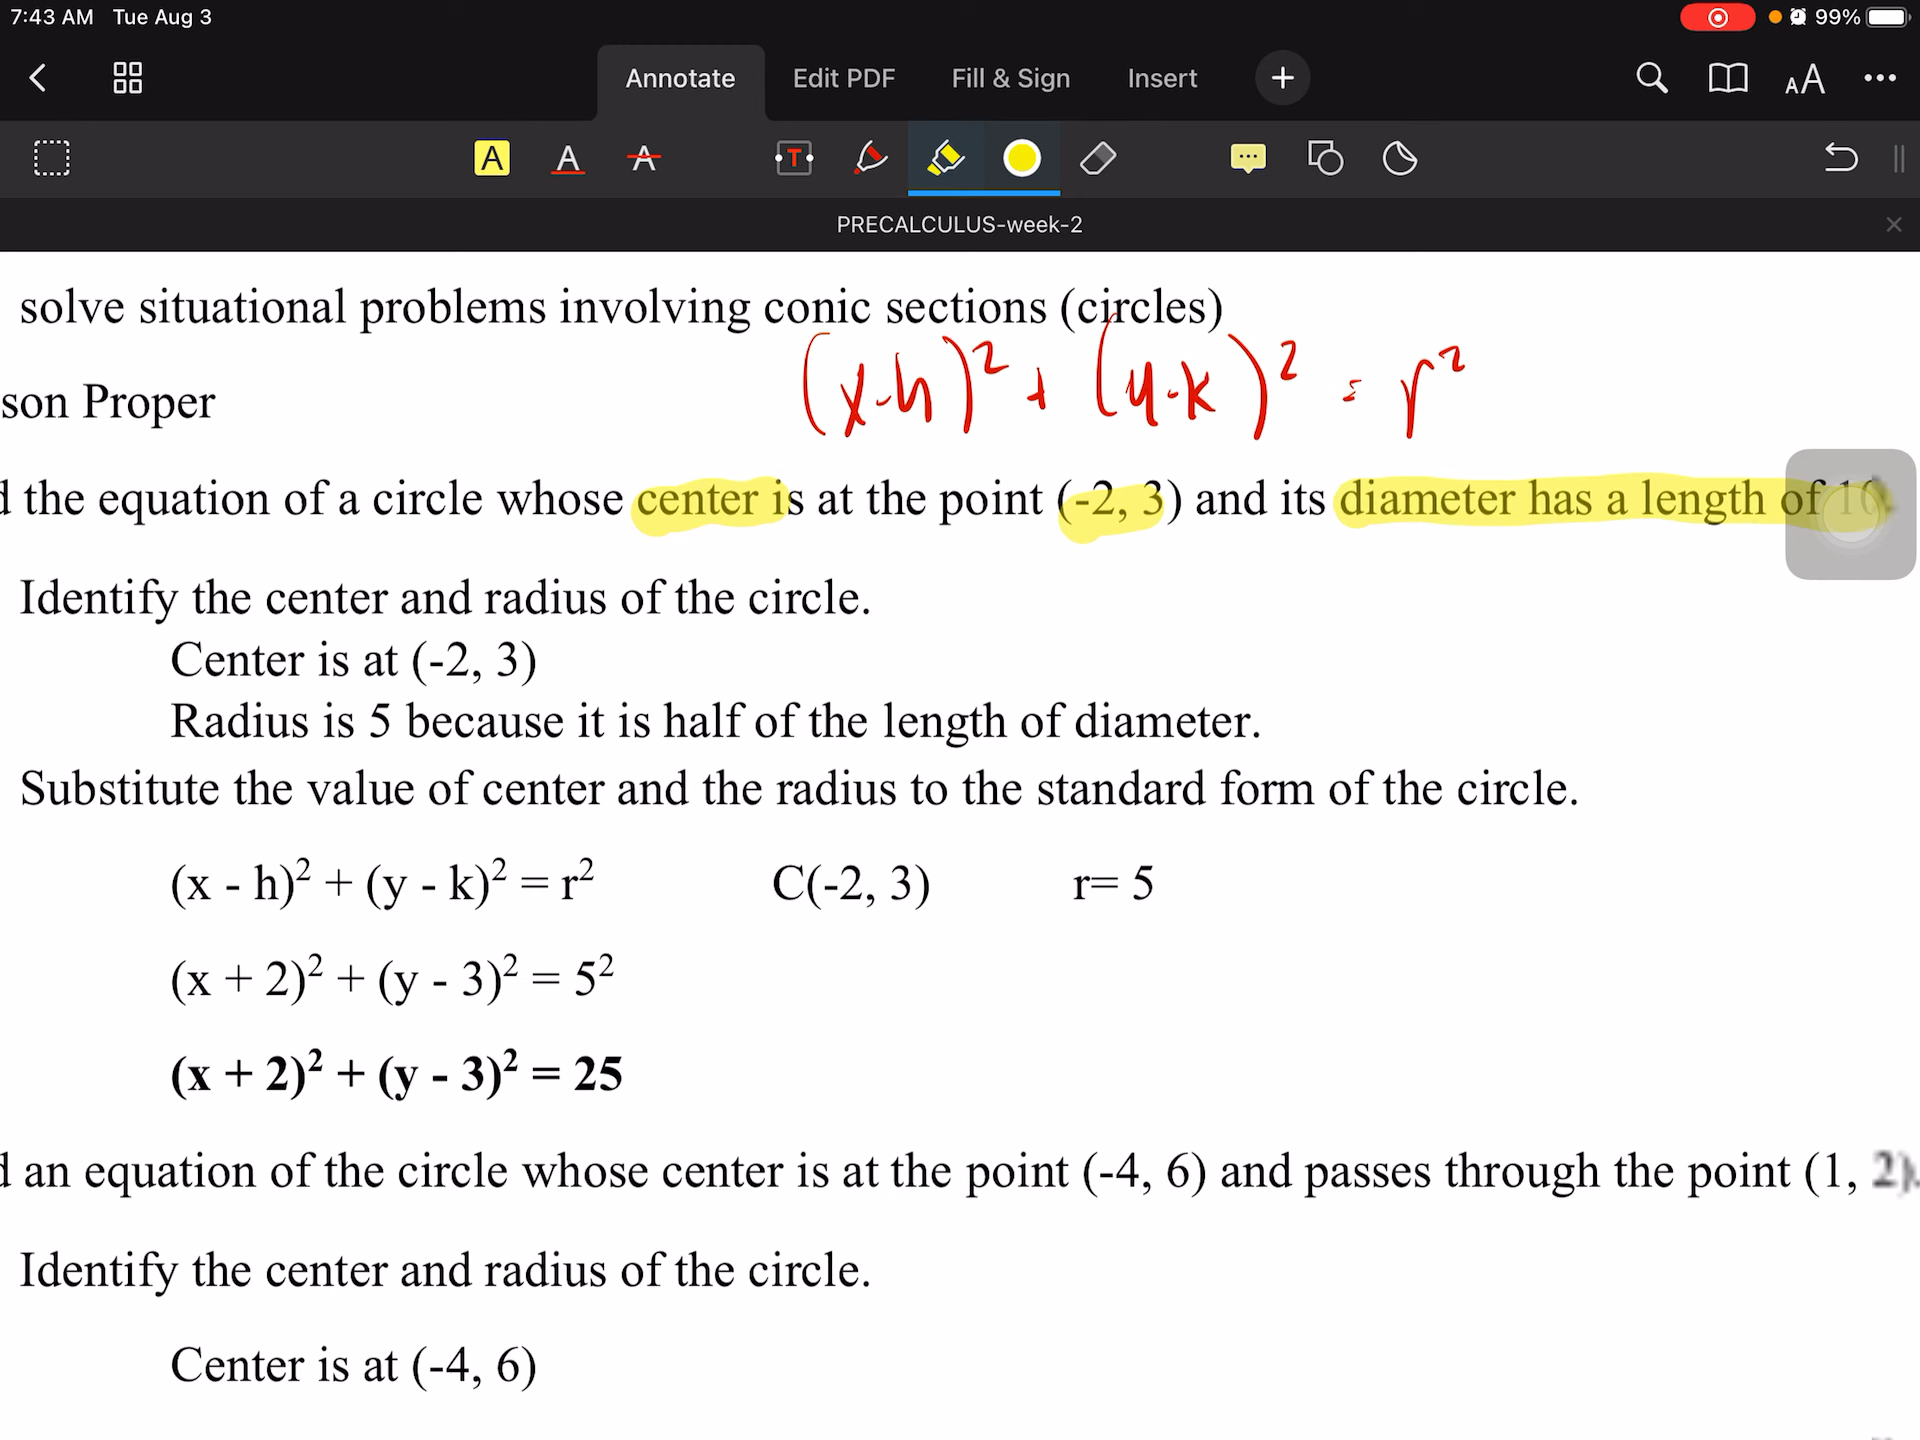 7:43 AM Tue Aug 3 99%
Annotate Edit PDF Fill & Sign Insert + AA
A A A T
PRECALCULUS-week-2
solve situational problems involving conic sections (circles)
(x-h)² + (y-k)² = r²
son Proper
d the equation of a circle whose center is at the point (-2, 3) and its diameter has a length of 10.
Identify the center and radius of the circle.
Center is at (-2, 3)
Radius is 5 because it is half of the length of diameter.
Substitute the value of center and the radius to the standard form of the circle.
(x - h)² + (y - k)² = r² C(-2, 3) r= 5
(x + 2)² + (y - 3)² = 5²
(x + 2)² + (y - 3)² = 25
d an equation of the circle whose center is at the point (-4, 6) and passes through the point (1, 2).
Identify the center and radius of the circle.
Center is at (-4, 6)